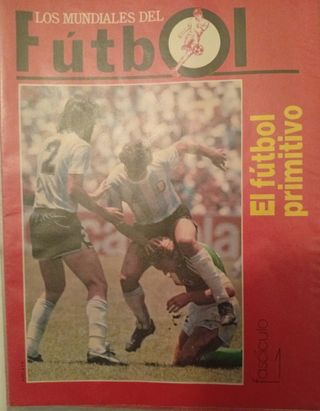 LOS MUNDIALES DEL
Fútbol
El fútbol
primitivo
2
fascículo
1